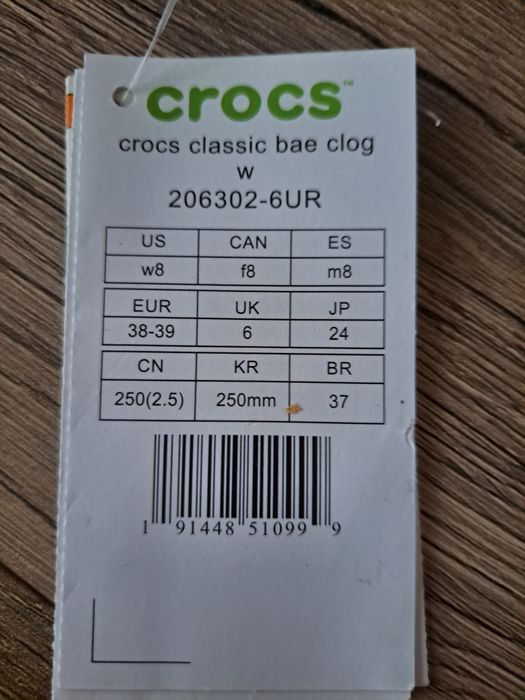 crocs™
crocs classic bae clog
w
206302-6UR
US CAN ES
w8 f8 m8
EUR UK JP
38-39 6 24
CN KR BR
250(2.5) 250mm 37
1 91448 51099 9